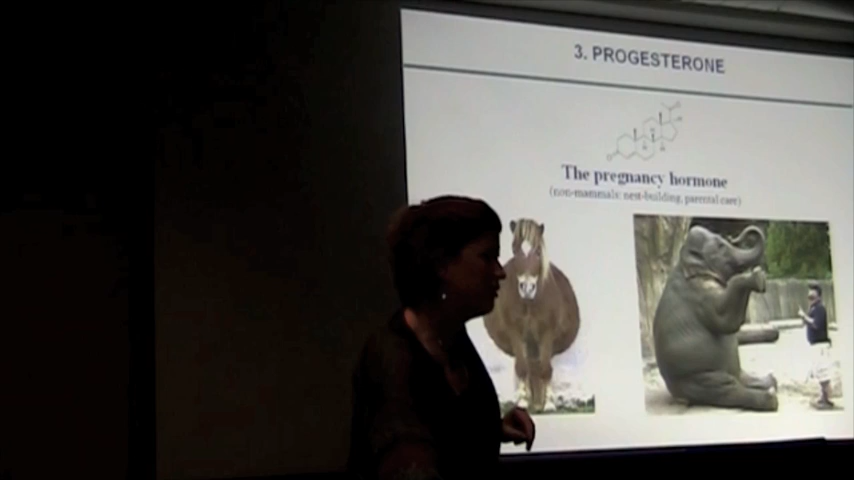 3. PROGESTERONE
The pregnancy hormone
(non-mammals: nest-building, parental care)